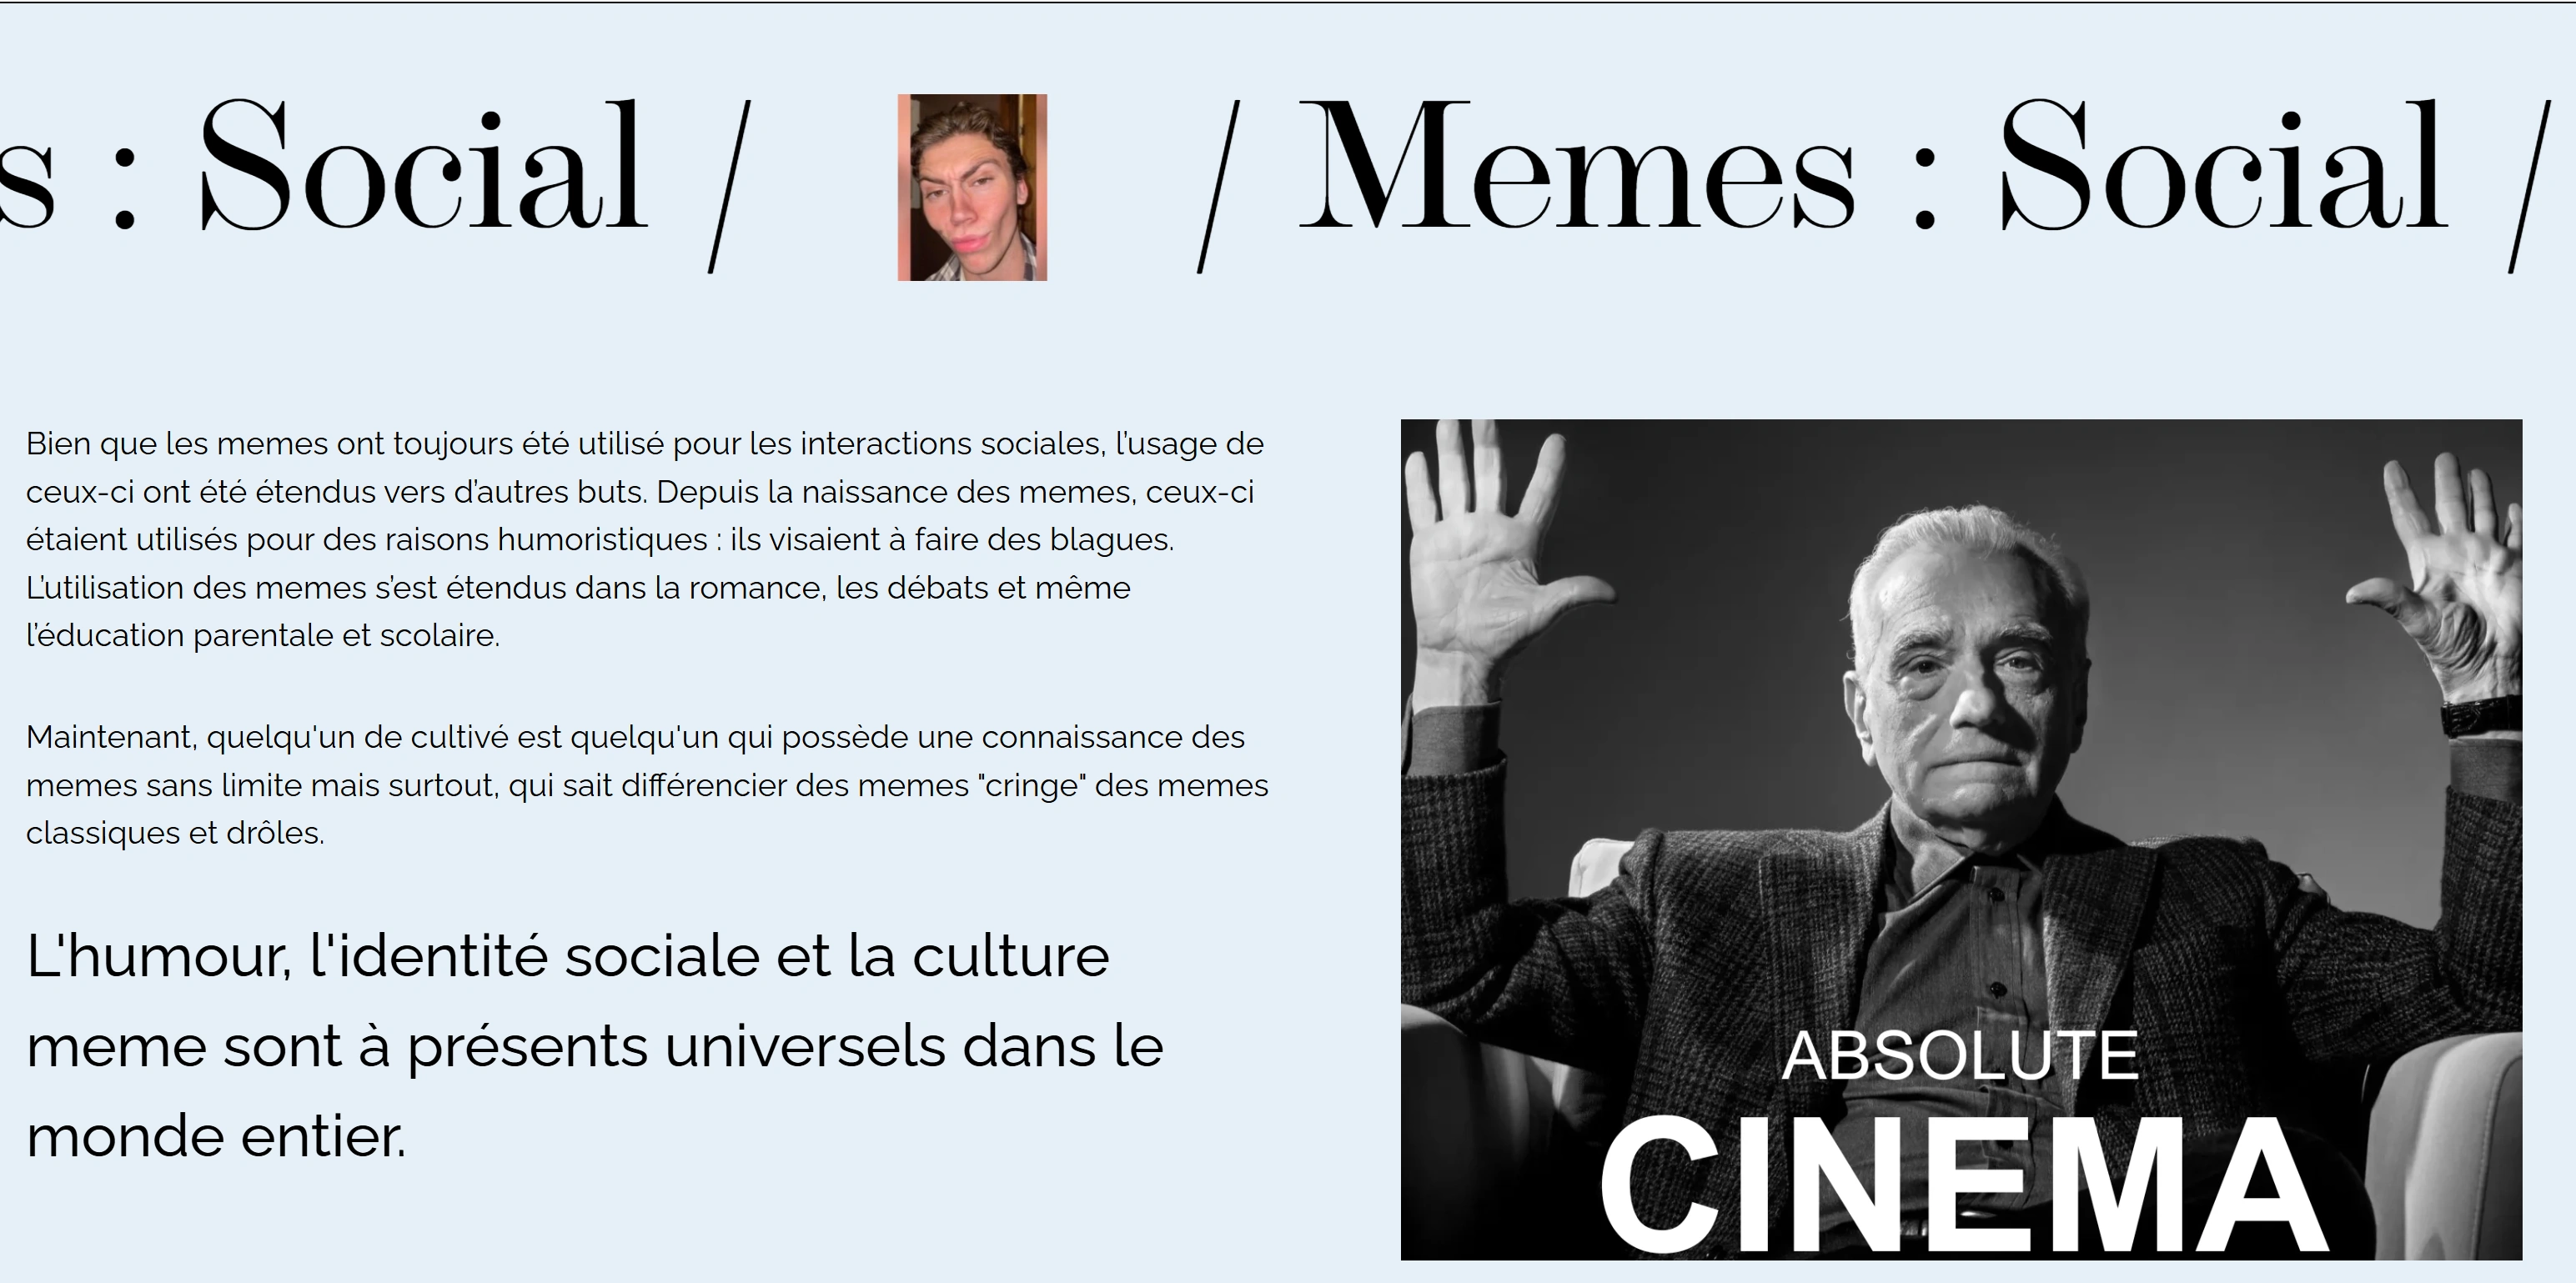 s : Social / / Memes : Social /
Bien que les memes ont toujours été utilisé pour les interactions sociales, l’usage de
ceux-ci ont été étendus vers d’autres buts. Depuis la naissance des memes, ceux-ci
étaient utilisés pour des raisons humoristiques : ils visaient à faire des blagues.
L’utilisation des memes s’est étendus dans la romance, les débats et même
l’éducation parentale et scolaire.
Maintenant, quelqu'un de cultivé est quelqu'un qui possède une connaissance des
memes sans limite mais surtout, qui sait différencier des memes "cringe" des memes
classiques et drôles.
L'humour, l'identité sociale et la culture
meme sont à présents universels dans le
monde entier.
ABSOLUTE
CINEMA